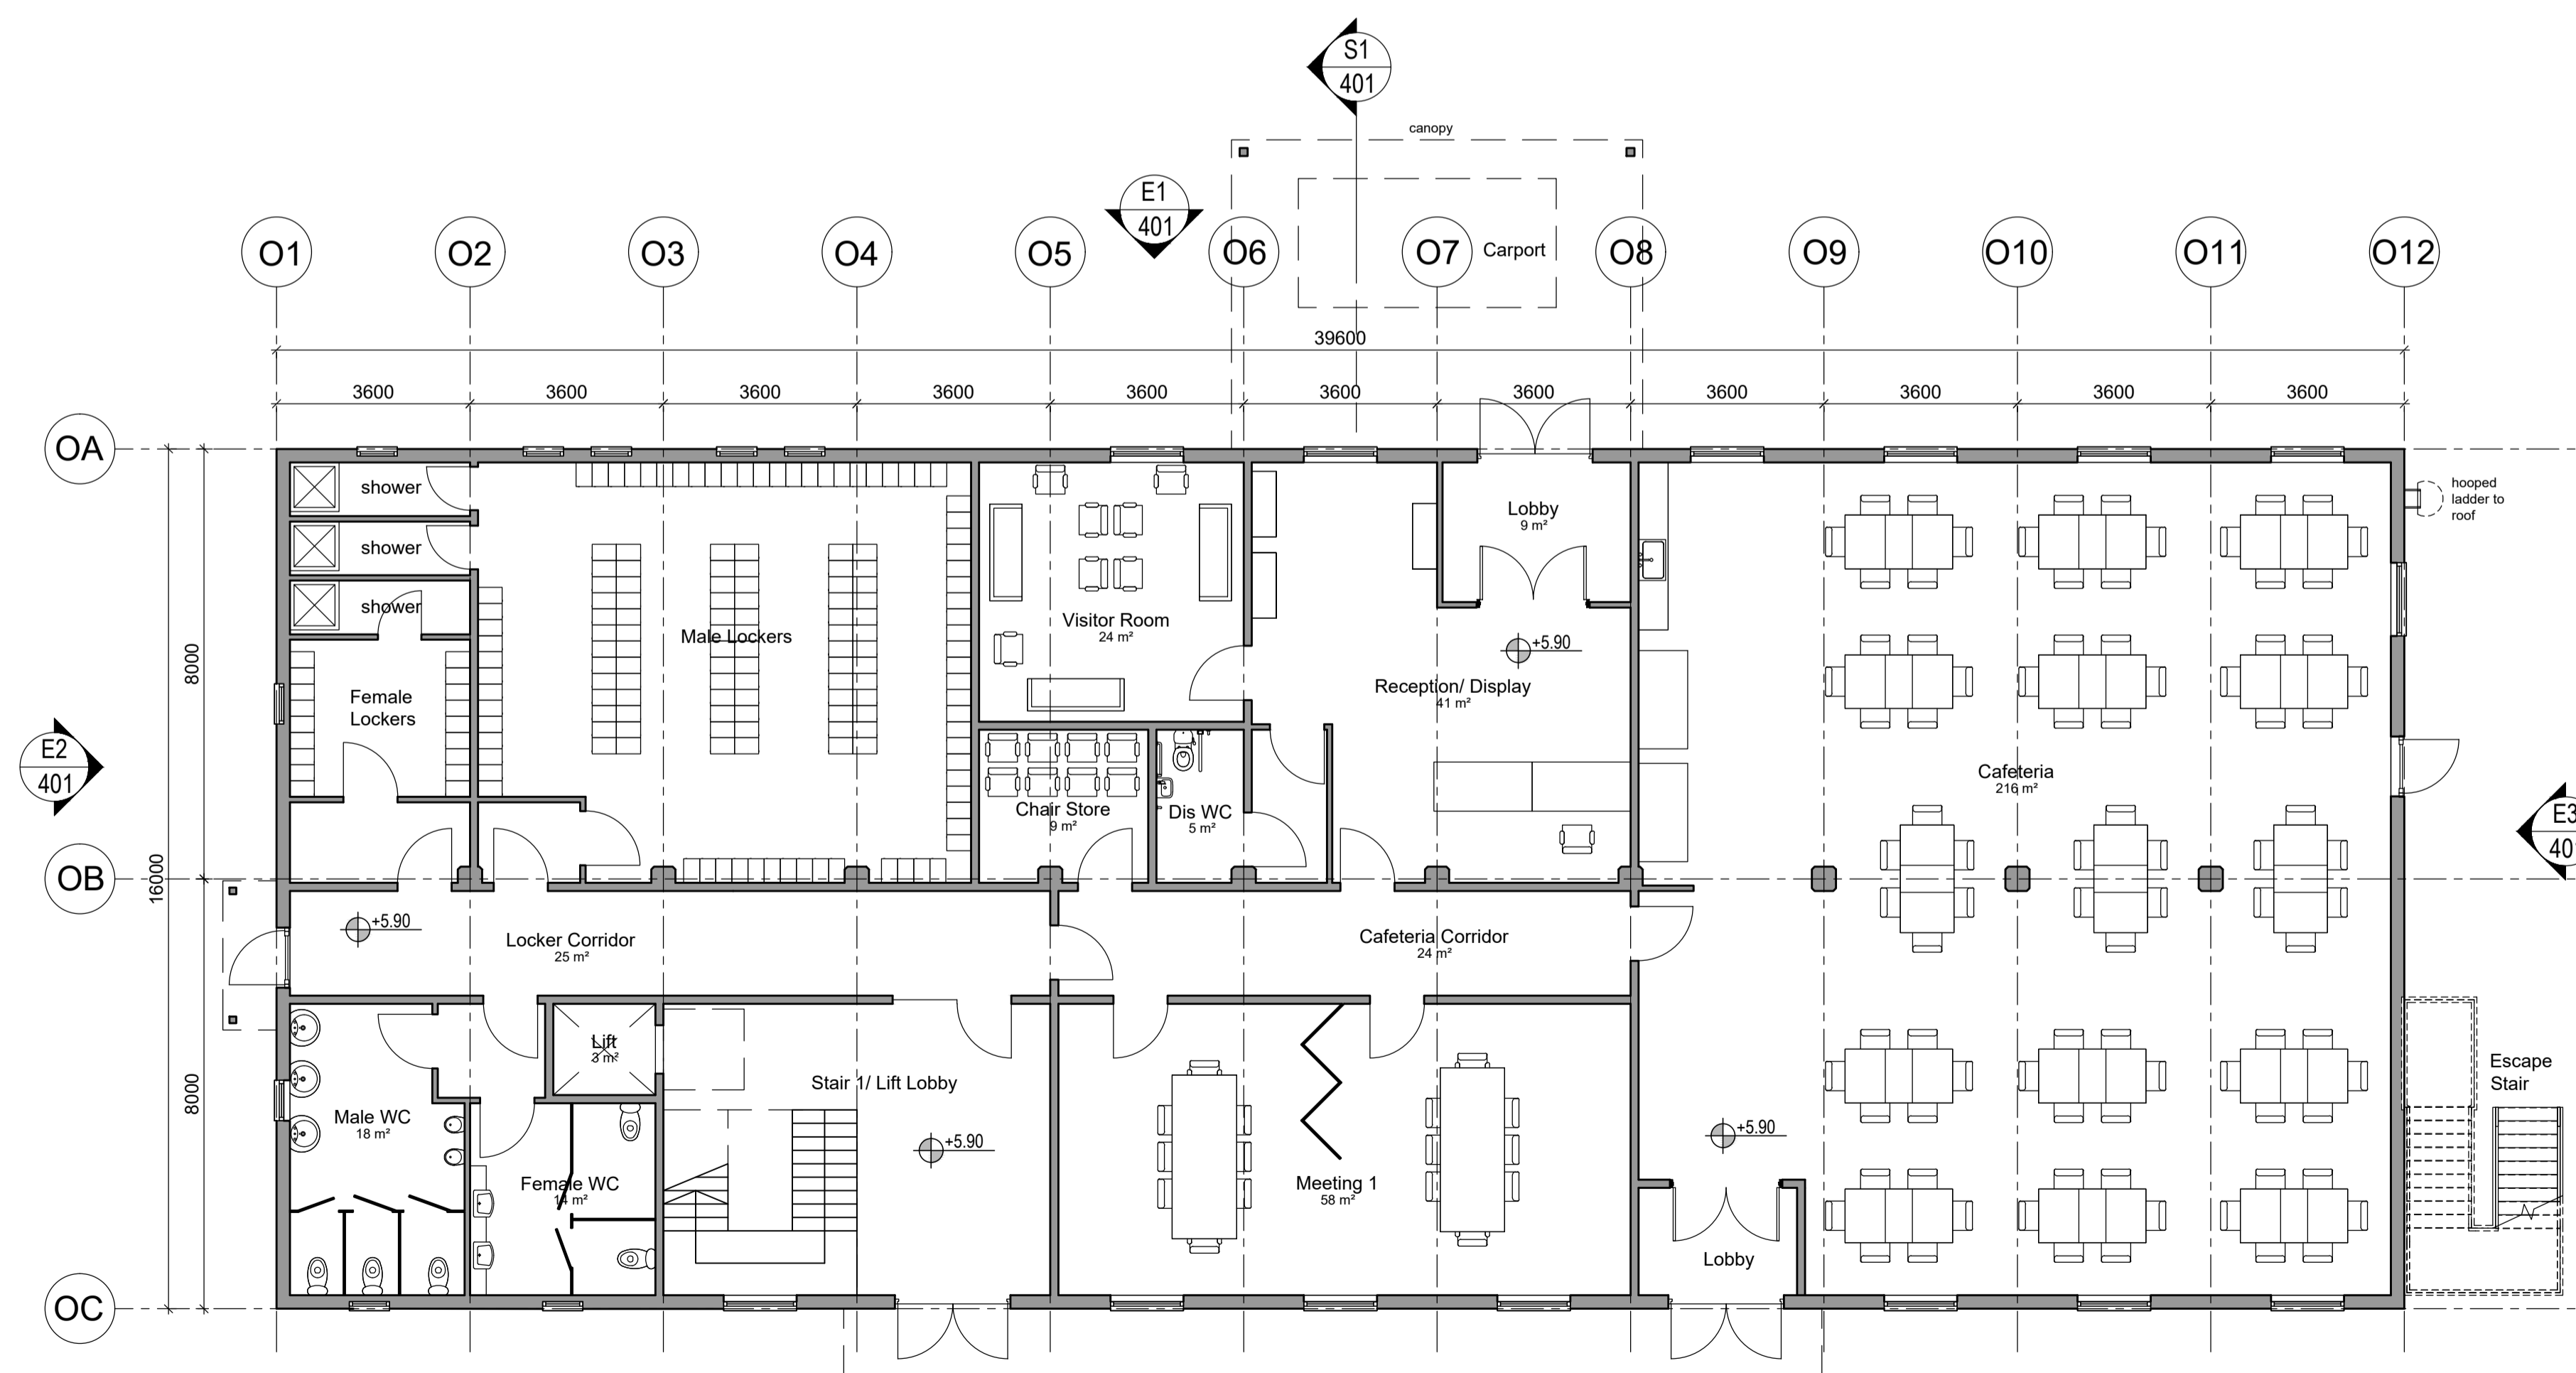 S1
401
canopy
E1
401
Carport
O1
O2
O3
O4
O5
O6
O7
O8
O9
O10
O11
O12
39600
3600
3600
3600
3600
3600
3600
3600
3600
3600
3600
3600
OA
OB
OC
8000
16000
8000
shower
shower
shower
Male Lockers
Female
Lockers
Visitor Room
24 m²
Lobby
9 m²
+5.90
Reception/ Display
41 m²
hooped
ladder to
roof
Cafeteria
216 m²
Chair Store
9 m²
Dis WC
5 m²
E2
401
E3
40
+5.90
Locker Corridor
25 m²
Cafeteria Corridor
24 m²
Lift
3 m²
Stair 1/ Lift Lobby
+5.90
Male WC
18 m²
Female WC
14 m²
Meeting 1
58 m²
+5.90
Lobby
Escape
Stair